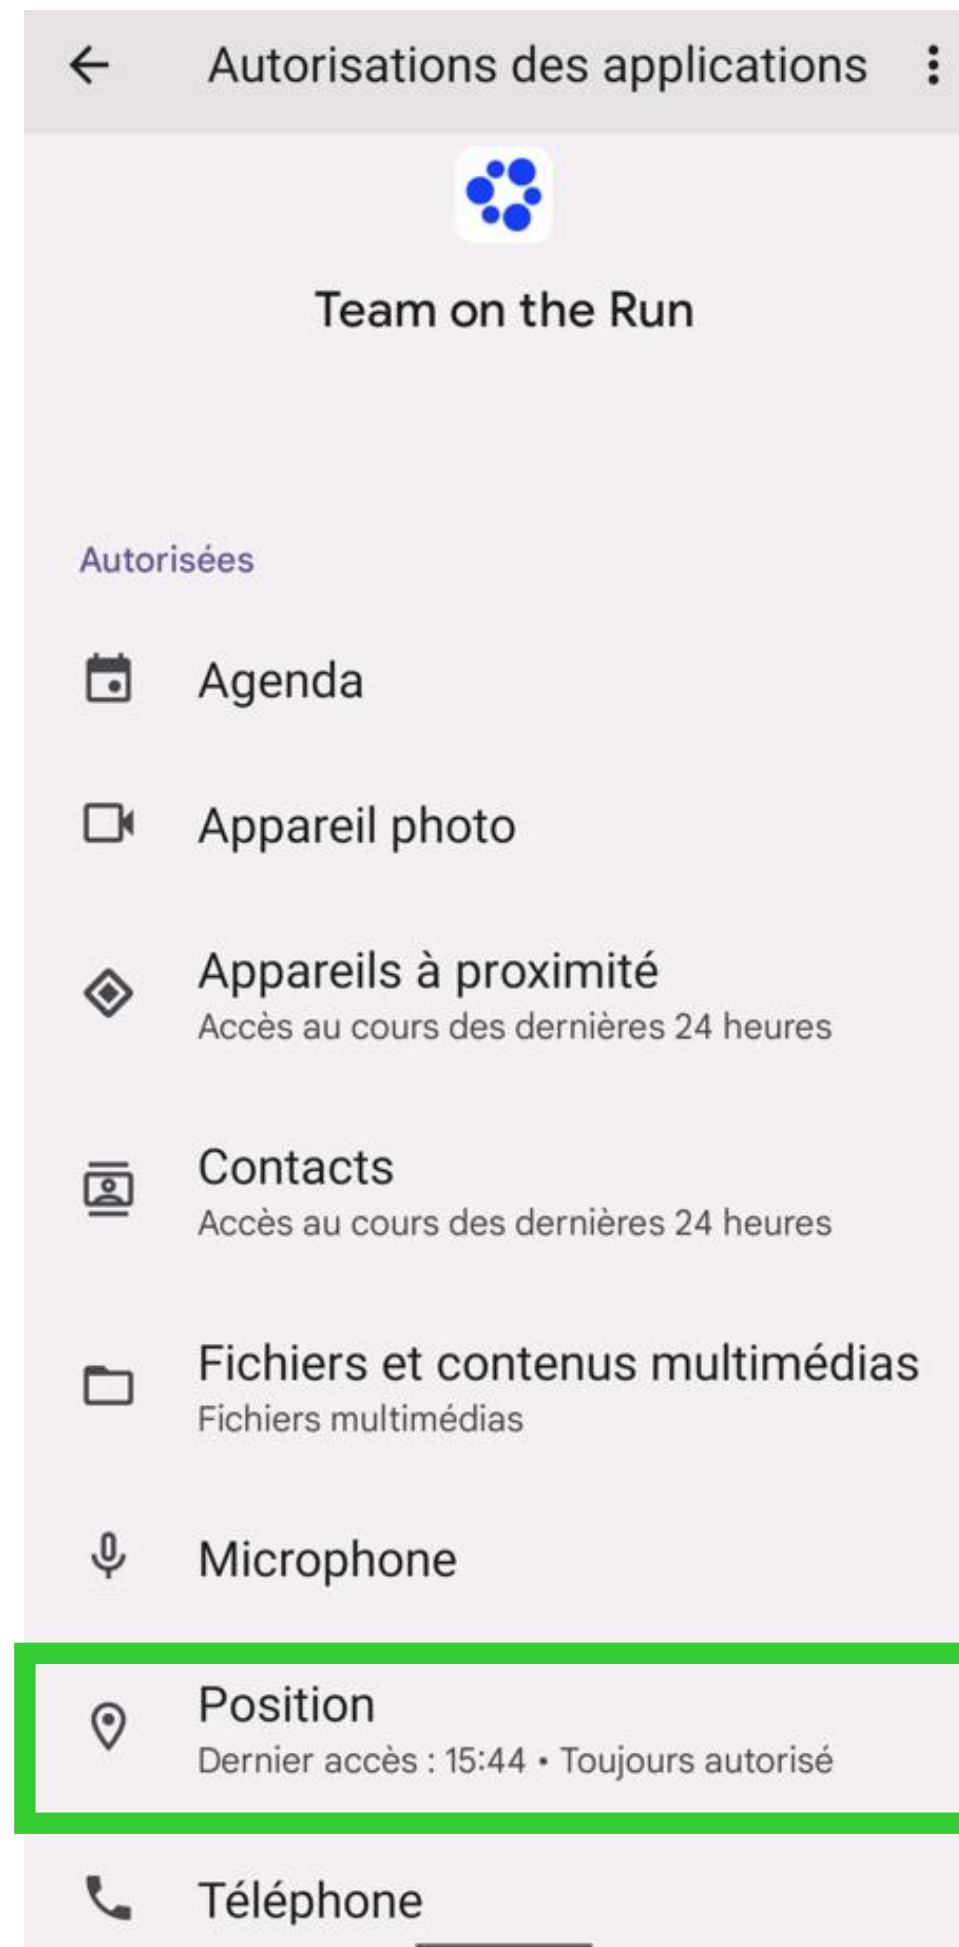 Autorisations des applications
Team on the Run
Autorisées
Agenda
Appareil photo
Appareils à proximité
Accès au cours des dernières 24 heures
Contacts
Accès au cours des dernières 24 heures
Fichiers et contenus multimédias
Fichiers multimédias
Microphone
Position
Dernier accès : 15:44 • Toujours autorisé
Téléphone